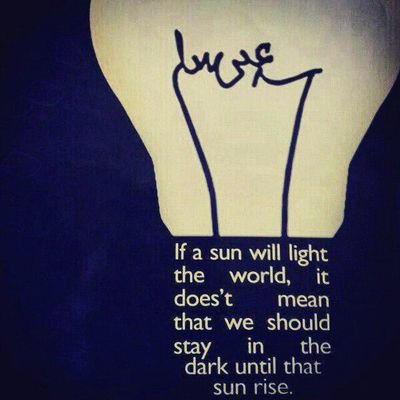 If a sun will light
the world, it
does't mean
that we should
stay in the
dark until that
sun rise.